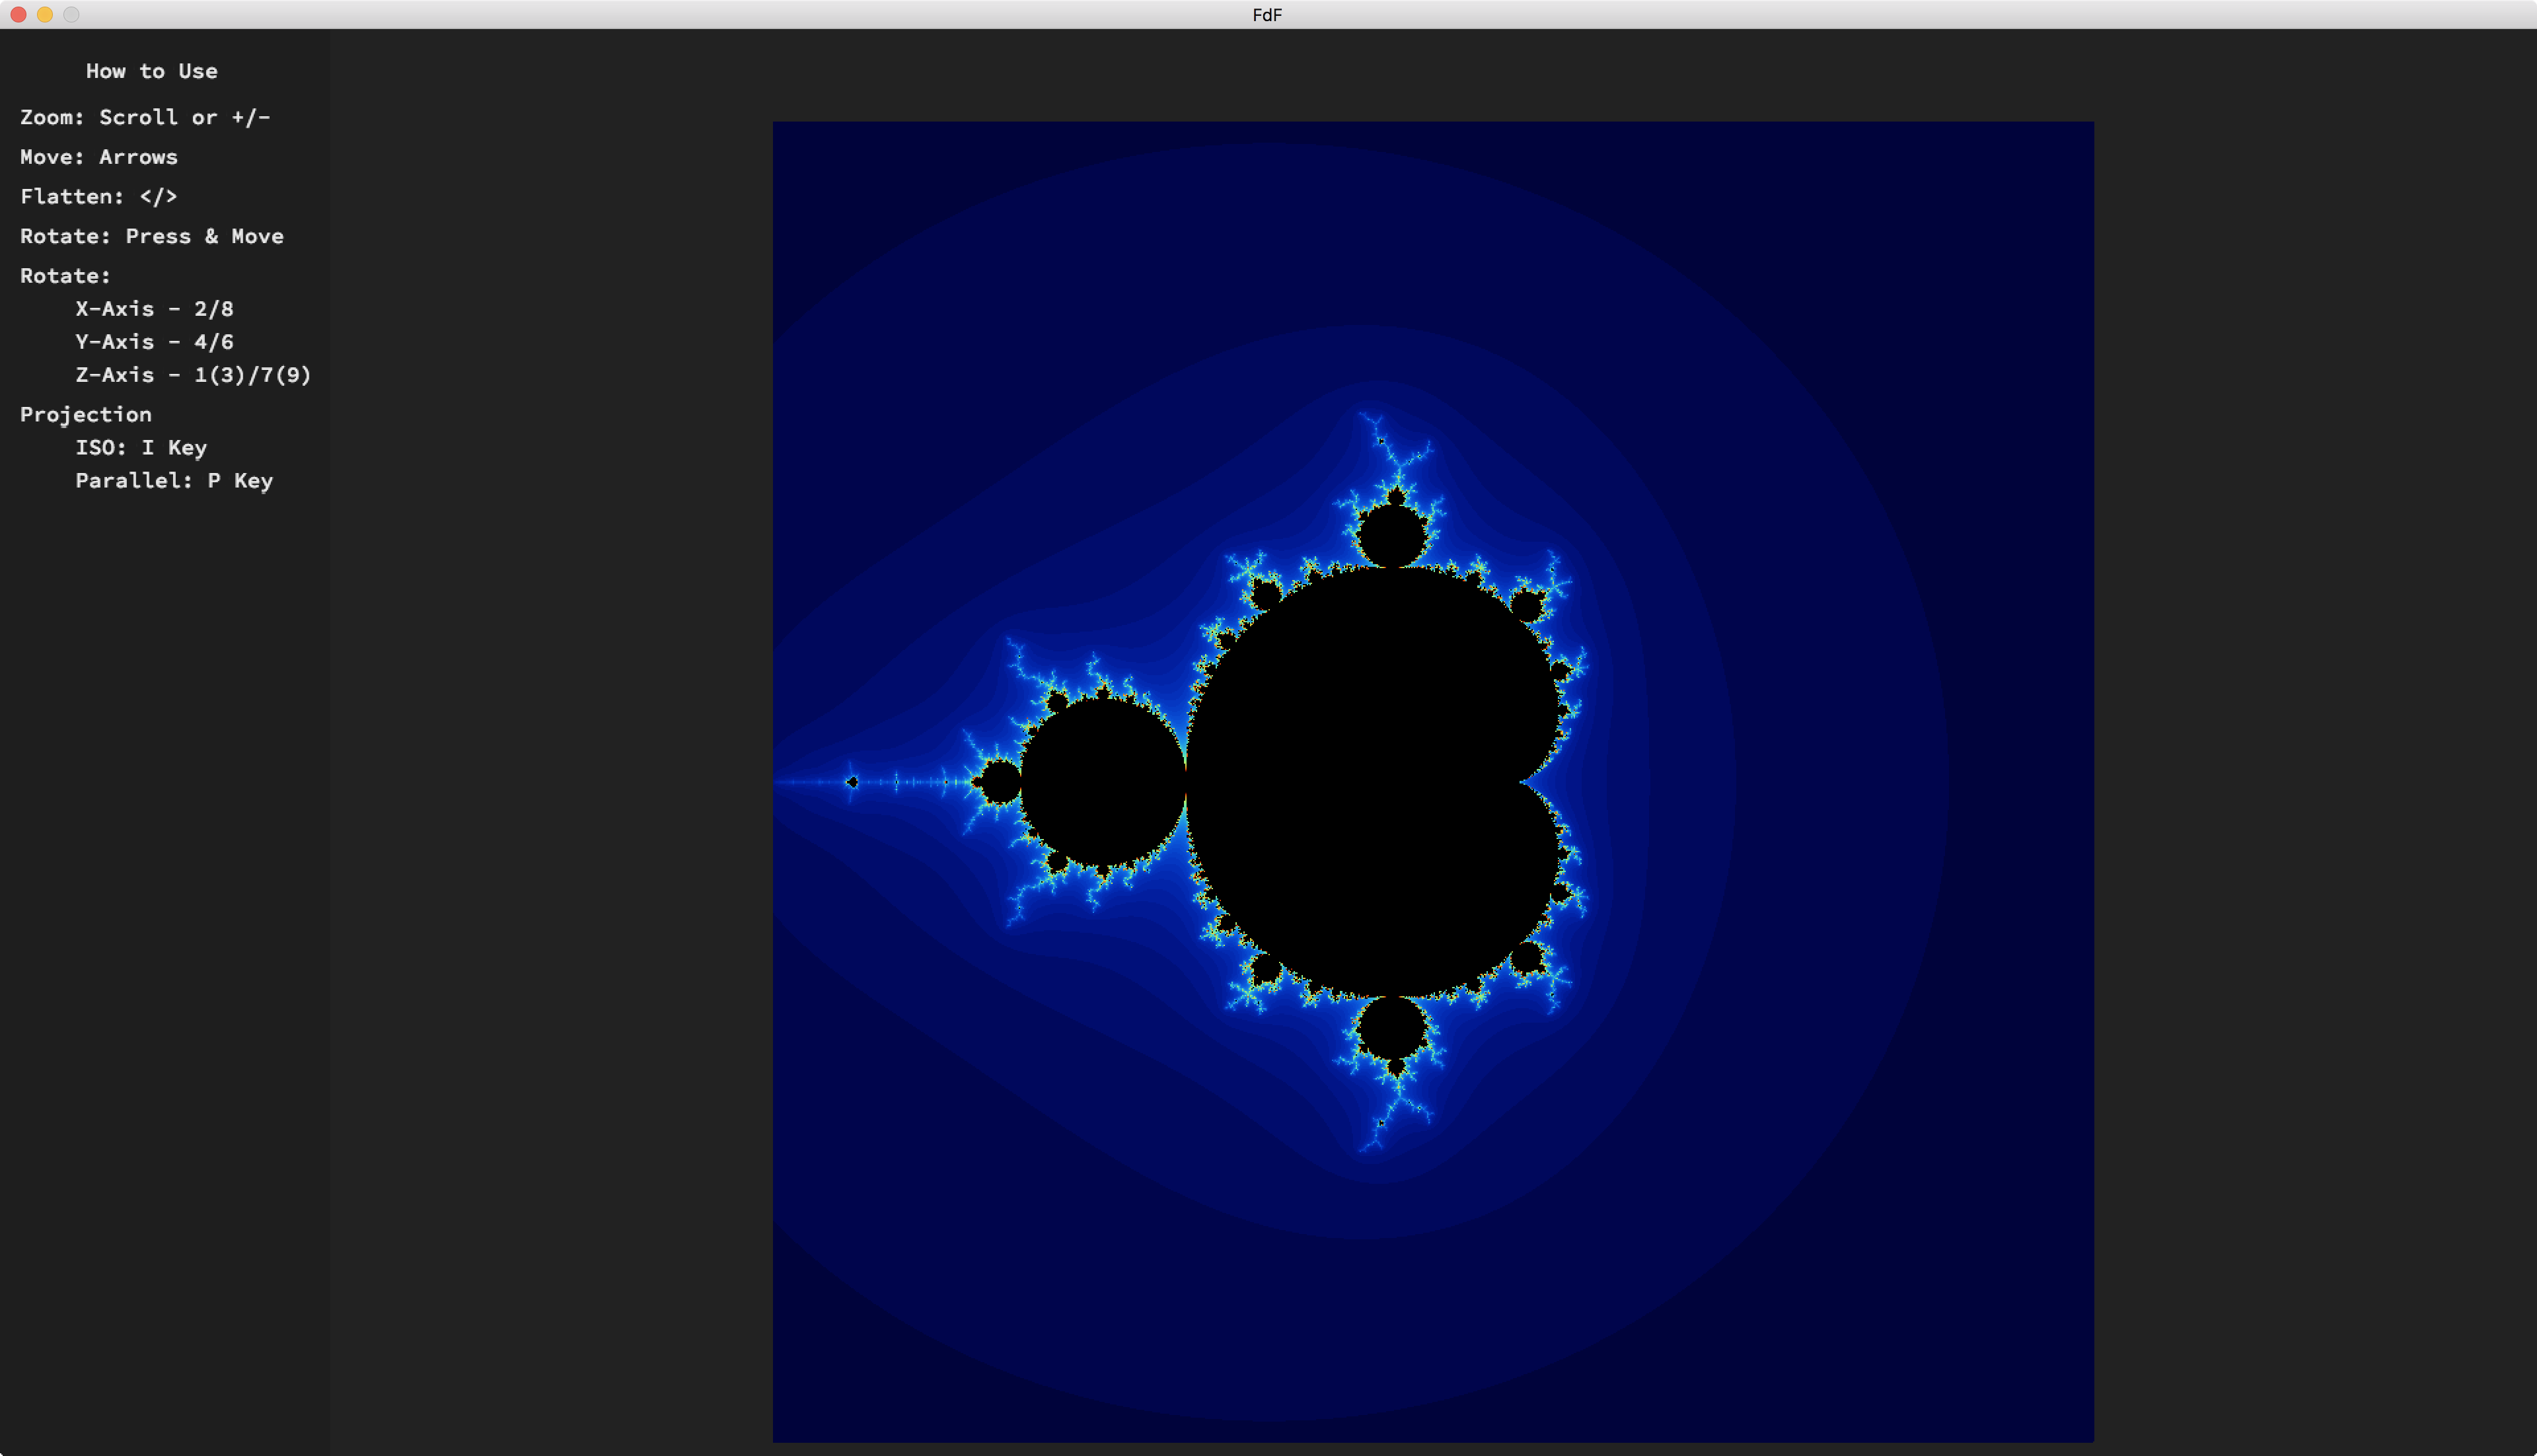 FdF
How to Use
Zoom: Scroll or +/-
Move: Arrows
Flatten: </>
Rotate: Press & Move
Rotate:
X-Axis - 2/8
Y-Axis - 4/6
Z-Axis - 1(3)/7(9)
Projection
ISO: I Key
Parallel: P Key